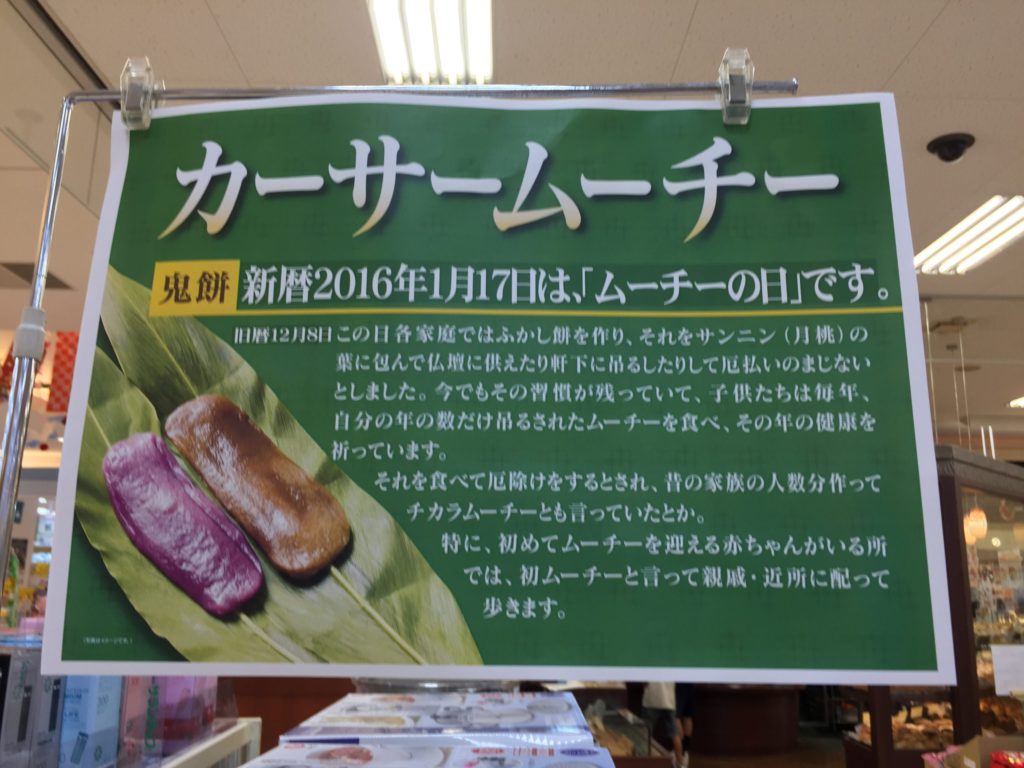 カーサームーチー
鬼餅 新暦2016年1月17日は、「ムーチーの日」です。
旧暦12月8日この日各家庭ではふかし餅を作り、それをサンニン（月桃）の
葉に包んで仏壇に供えたり軒下に吊るしたりして厄払いのまじない
としました。今でもその習慣が残っていて、子供たちは毎年、
自分の年の数だけ吊るされたムーチーを食べ、その年の健康を
祈っています。
それを食べて厄除けをするとされ、昔の家族の人数分作って
チカラムーチーとも言っていたとか。
特に、初めてムーチーを迎える赤ちゃんがいる所
では、初ムーチーと言って親戚・近所に配って
歩きます。